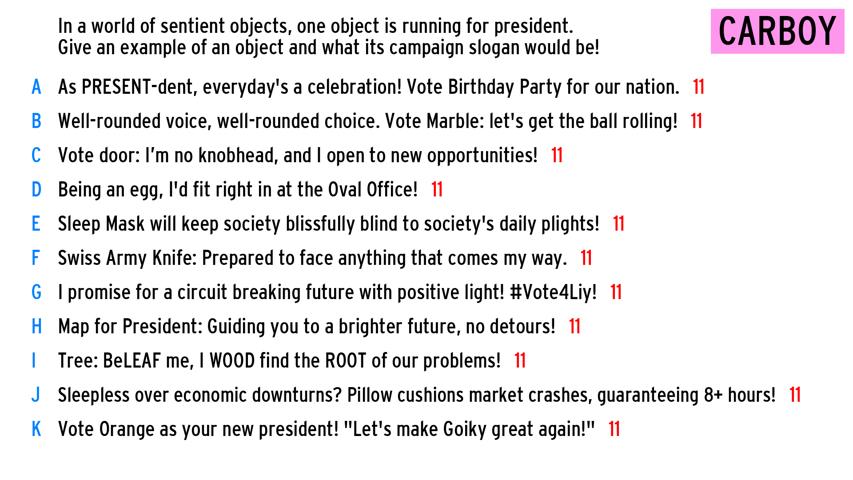 In a world of sentient objects, one object is running for president.
Give an example of an object and what its campaign slogan would be!
CARBOY
A As PRESENT-dent, everyday's a celebration! Vote Birthday Party for our nation. 11
B Well-rounded voice, well-rounded choice. Vote Marble: let's get the ball rolling! 11
C Vote door: I'm no knobhead, and I open to new opportunities! 11
D Being an egg, I'd fit right in at the Oval Office! 11
E Sleep Mask will keep society blissfully blind to society's daily plights! 11
F Swiss Army Knife: Prepared to face anything that comes my way. 11
G I promise for a circuit breaking future with positive light! #Vote4Liy! 11
H Map for President: Guiding you to a brighter future, no detours! 11
I Tree: BeLEAF me, I WOOD find the ROOT of our problems! 11
J Sleepless over economic downturns? Pillow cushions market crashes, guaranteeing 8+ hours! 11
K Vote Orange as your new president! "Let's make Goiky great again!" 11